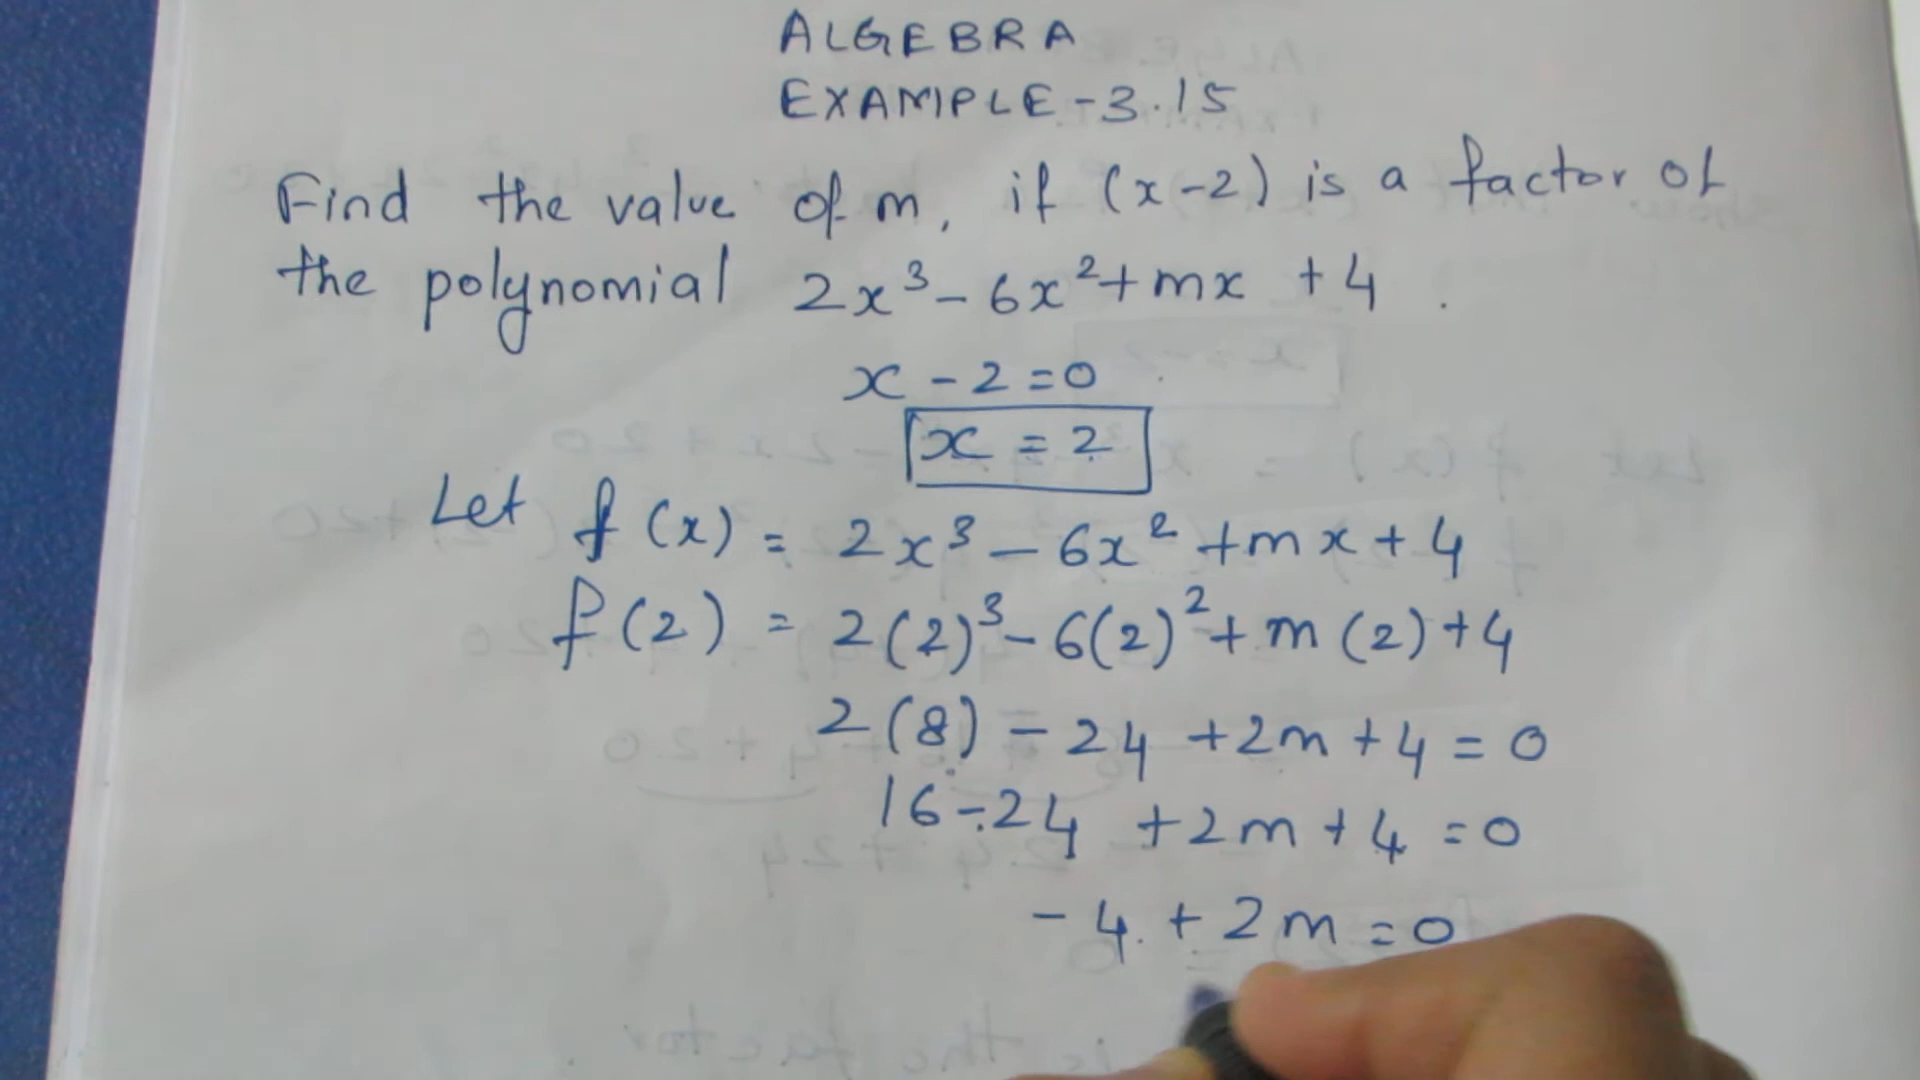 ALGEBRA
EXAMPLE-3.15
Find the value of m, if (x-2) is a factor of
the polynomial 2x³-6x²+mx +4.
x-2=0
x=2
Let f(x) = 2x³-6x²+mx+4
f(2) = 2(2)³-6(2)²+m(2)+4
2(8)-24+2m+4=0
16-24+2m+4=0
-4+2m=0